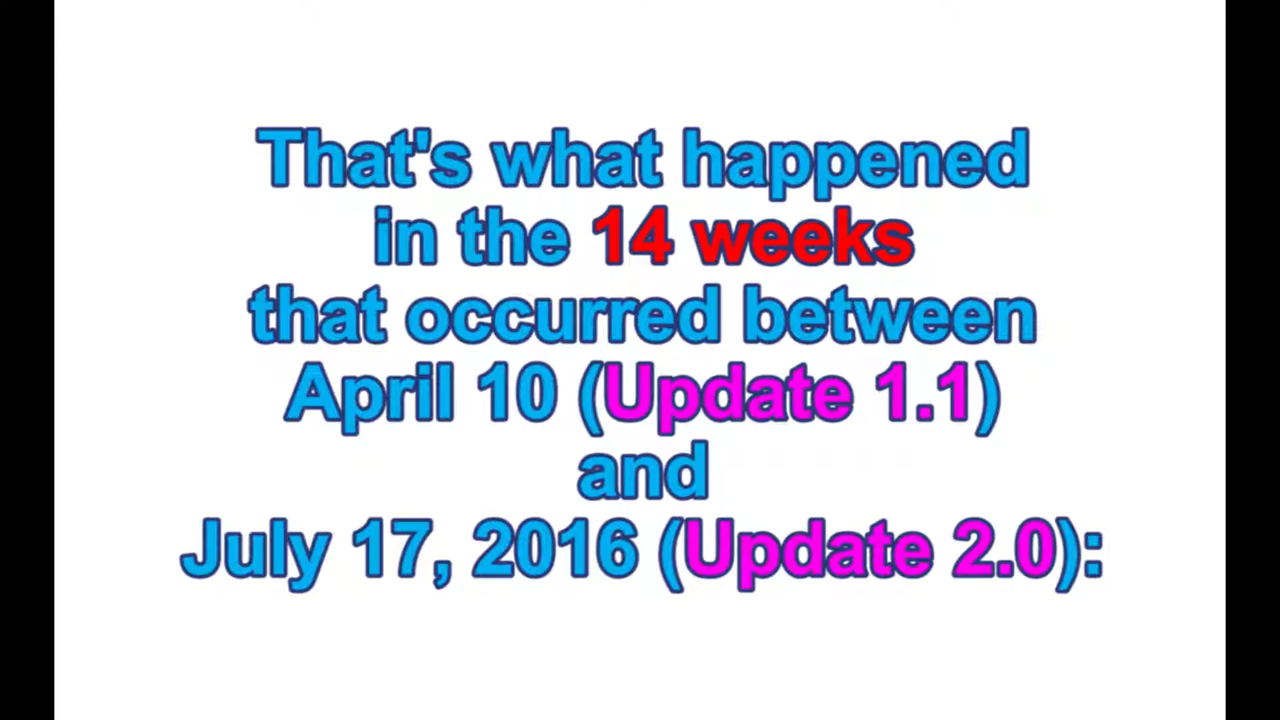 That's what happened
in the 14 weeks
that occurred between
April 10 (Update 1.1)
and
July 17, 2016 (Update 2.0):